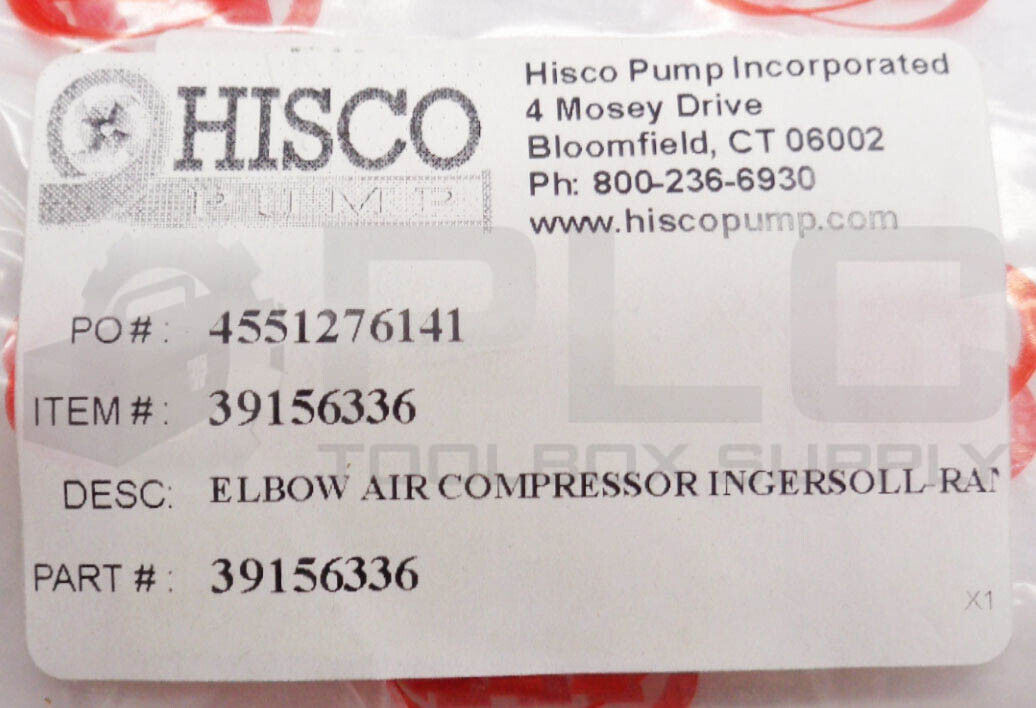 HISCO
PUMP
Hisco Pump Incorporated
4 Mosey Drive
Bloomfield, CT 06002
Ph: 800-236-6930
www.hiscopump.com
PO #: 4551276141
ITEM #: 39156336
DESC: ELBOW AIR COMPRESSOR INGERSOLL-RAN
PART #: 39156336
X1
PLC
TOOLBOX SUPPLY